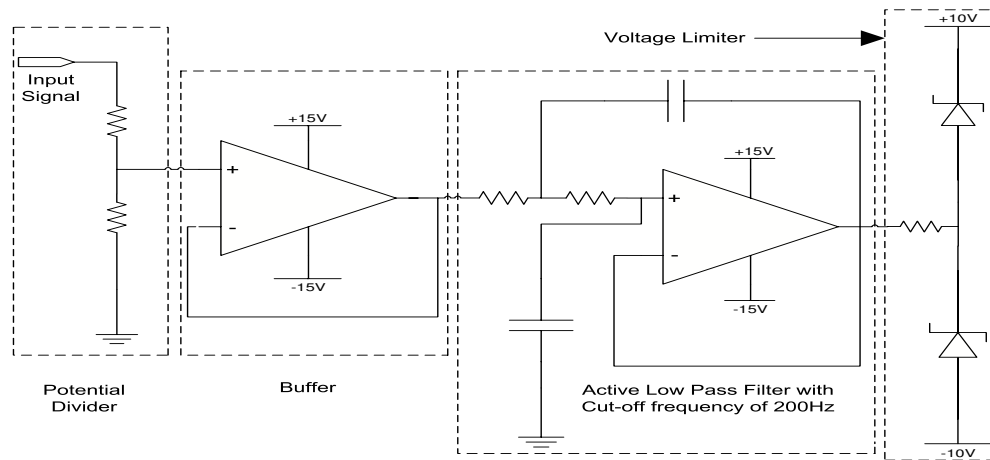 Voltage Limiter
+10V
Input
Signal
+15V
+
-
-15V
+15V
+
-
-15V
Potential
Divider
Buffer
Active Low Pass Filter with
Cut-off frequency of 200Hz
-10V